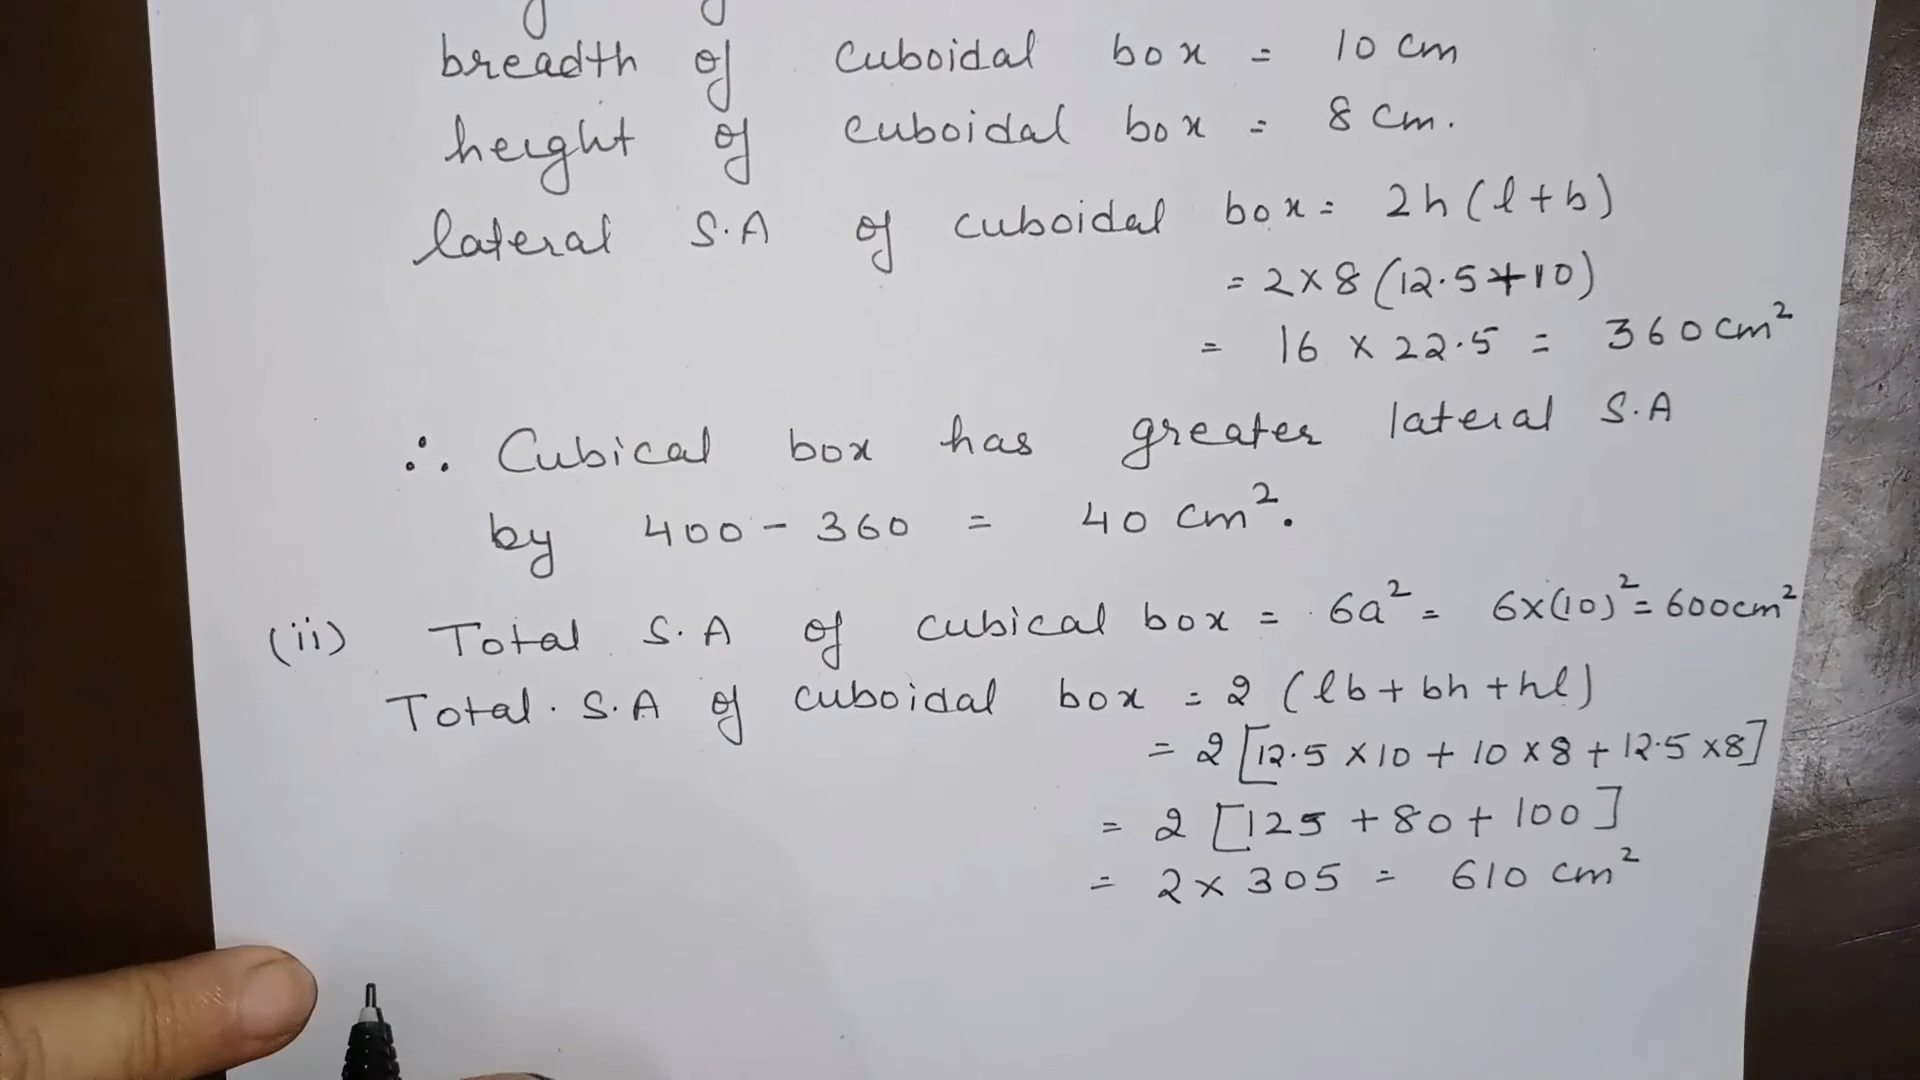 breadth of cuboidal box = 10 cm
height of cuboidal box = 8 cm.
lateral S.A of cuboidal box = 2h (l+b)
= 2×8 (12.5+10)
= 16 × 22.5 = 360 cm²
∴ Cubical box has greater lateral S.A
by 400 - 360 = 40 cm².
(ii) Total S.A of cubical box = 6a² = 6×(10)² = 600cm²
Total. S.A of cuboidal box = 2 (lb + bh + hl)
= 2 [12.5 × 10 + 10 × 8 + 12.5 × 8]
= 2 [125 + 80 + 100]
= 2 × 305 = 610 cm²